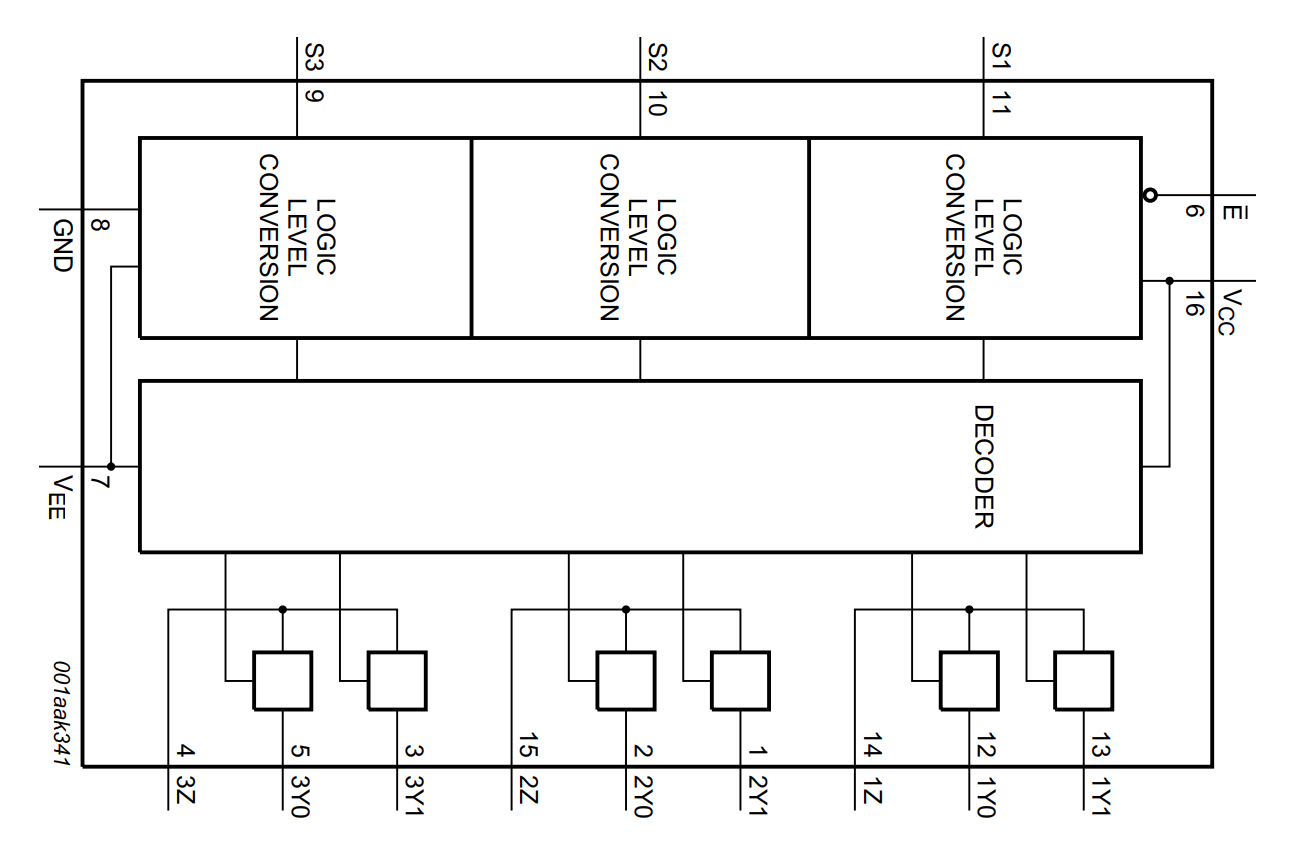 E
6
VCC
16
S1
11
LOGIC
LEVEL
CONVERSION
DECODER
13
1Y1
12
1Y0
14
1Z
S2
10
LOGIC
LEVEL
CONVERSION
1
2Y1
2
2Y0
15
2Z
S3
9
LOGIC
LEVEL
CONVERSION
3
3Y1
5
3Y0
4
3Z
8
GND
7
VEE
001aak341